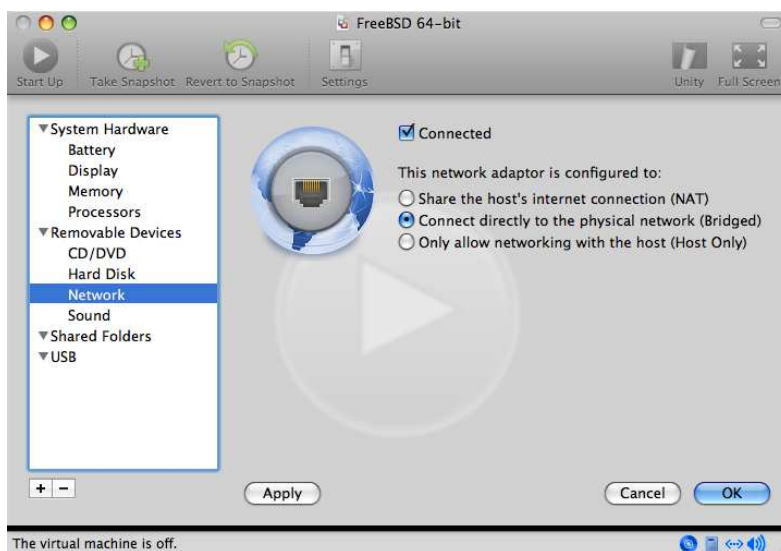 FreeBSD 64-bit
Start Up Take Snapshot Revert to Snapshot Settings Unity Full Screen
System Hardware
Battery
Display
Memory
Processors
Removable Devices
CD/DVD
Hard Disk
Network
Sound
Shared Folders
USB
Connected
This network adaptor is configured to:
Share the host's internet connection (NAT)
Connect directly to the physical network (Bridged)
Only allow networking with the host (Host Only)
+ −
Apply Cancel OK
The virtual machine is off.